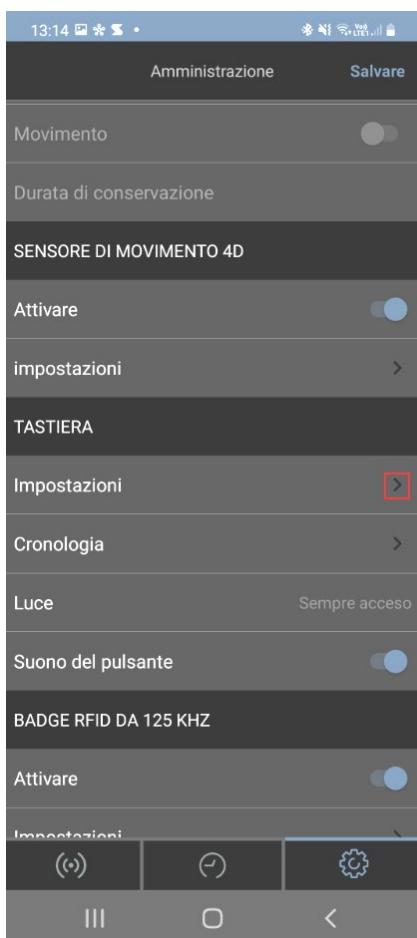 13:14
Amministrazione
Salvare
Movimento
Durata di conservazione
SENSORE DI MOVIMENTO 4D
Attivare
impostazioni
TASTIERA
Impostazioni
Cronologia
Luce Sempre acceso
Suono del pulsante
BADGE RFID DA 125 KHZ
Attivare
Impostazioni